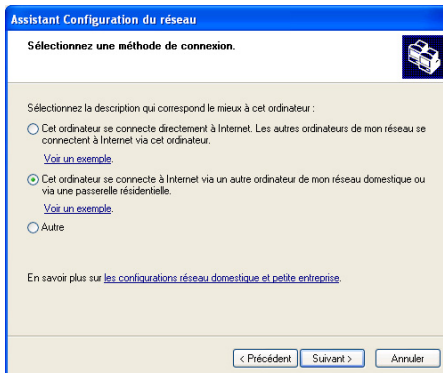 Assistant Configuration du réseau
Sélectionnez une méthode de connexion.
Sélectionnez la description qui correspond le mieux à cet ordinateur :
Cet ordinateur se connecte directement à Internet. Les autres ordinateurs de mon réseau se
connectent à Internet via cet ordinateur.
Voir un exemple.
Cet ordinateur se connecte à Internet via un autre ordinateur de mon réseau domestique ou
via une passerelle résidentielle.
Voir un exemple.
Autre
En savoir plus sur les configurations réseau domestique et petite entreprise.
< Précédent Suivant > Annuler